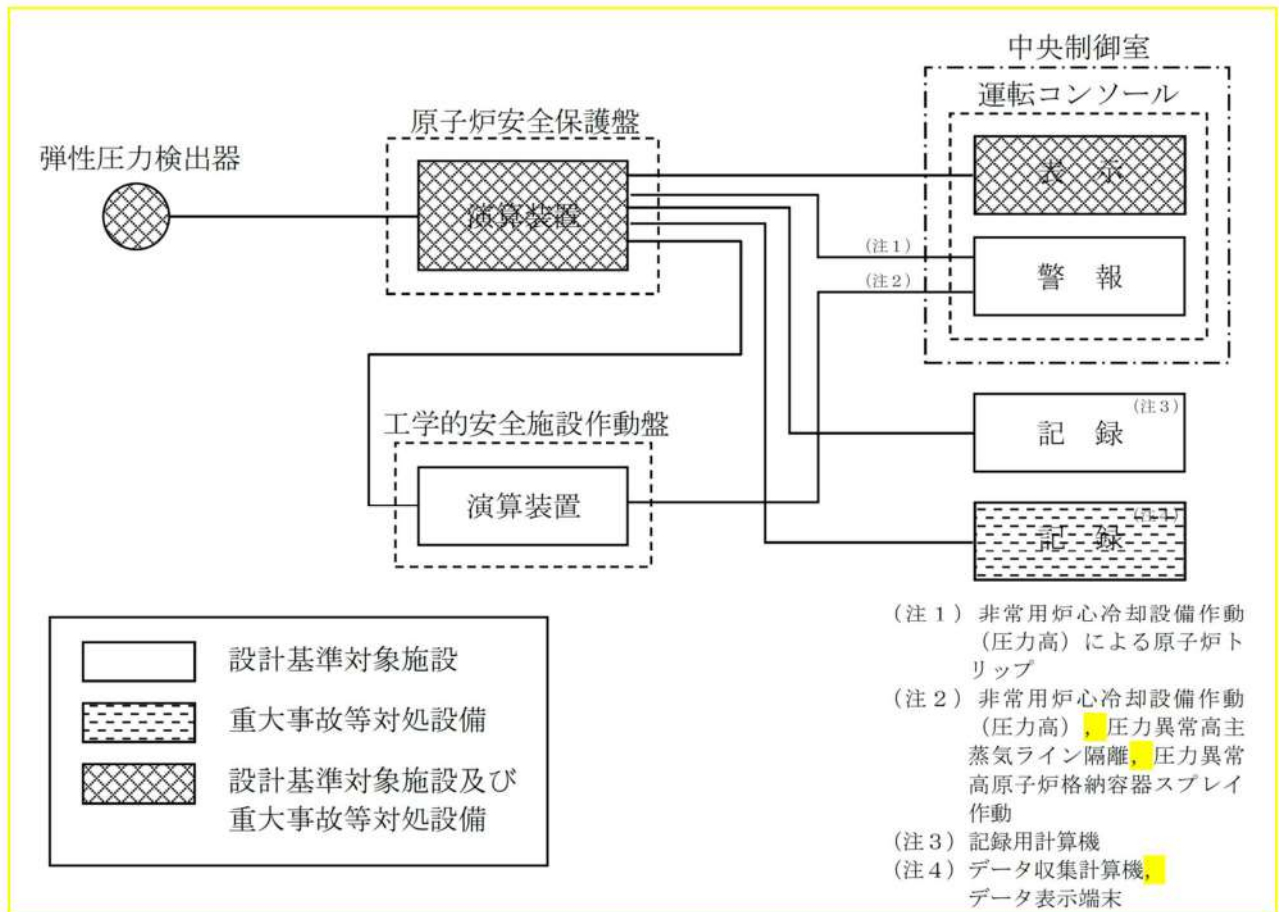 中央制御室
運転コンソール
原子炉安全保護盤
弾性圧力検出器
表 示
演算装置
(注1)
警 報
(注2)
(注3)
記 録
工学的安全施設作動盤
演算装置
(注4)
記 録
設計基準対象施設
重大事故等対処設備
設計基準対象施設及び
重大事故等対処設備
(注1) 非常用炉心冷却設備作動
(圧力高)による原子炉ト
リップ
(注2) 非常用炉心冷却設備作動
(圧力高),圧力異常高主
蒸気ライン隔離,圧力異常
高原子炉格納容器スプレイ
作動
(注3) 記録用計算機
(注4) データ収集計算機,
データ表示端末